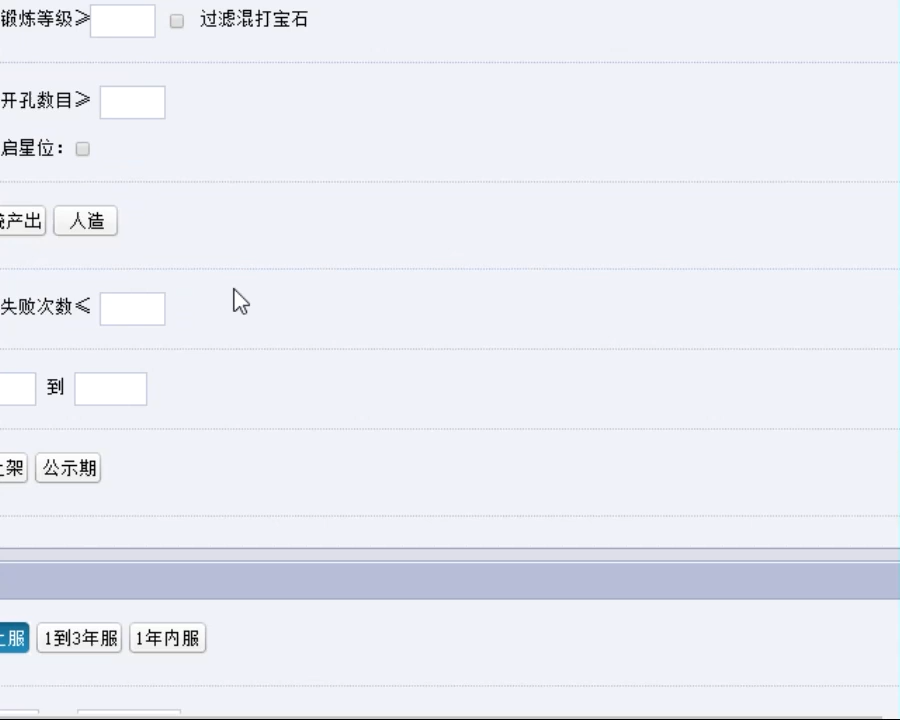 锻炼等级≥ 过滤混打宝石
开孔数目≥
启星位：
产出 人造
失败次数≤
到
架 公示期
服 1到3年服 1年内服